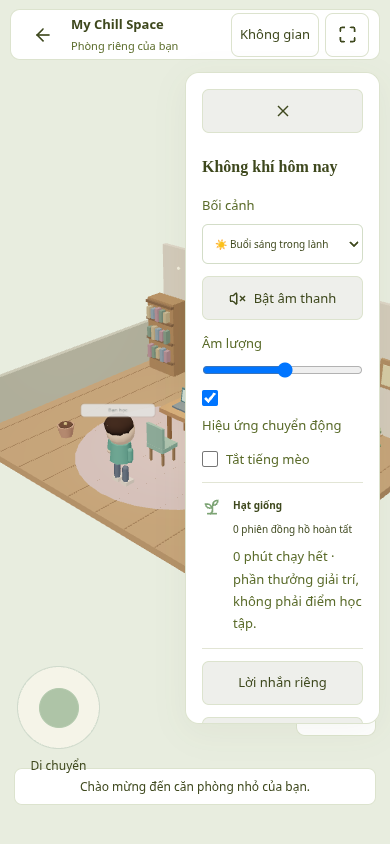 My Chill Space
Phòng riêng của bạn
Không gian
Không khí hôm nay
Bối cảnh
☀️ Buổi sáng trong lành
Bật âm thanh
Âm lượng
Hiệu ứng chuyển động
Tắt tiếng mèo
Hạt giống
0 phiên đồng hồ hoàn tất
0 phút chạy hết ·
phần thưởng giải trí,
không phải điểm học
tập.
Lời nhắn riêng
Di chuyển
Chào mừng đến căn phòng nhỏ của bạn.